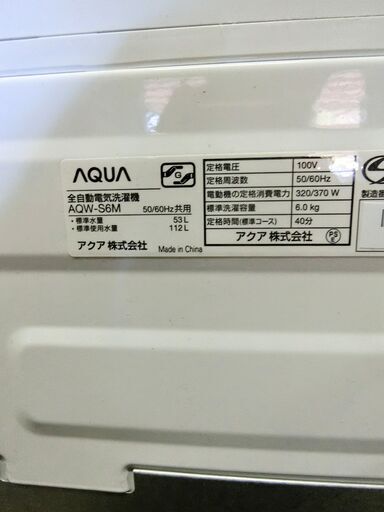 AQUA
全自動電気洗濯機
AQW-S6M 50/60Hz共用
・標準水量 53 L
・標準使用水量 112 L
アクア株式会社 Made in China
定格電圧 100V
定格周波数 50/60Hz
電動機の定格消費電力 320/370 W
標準洗濯容量 6.0 kg
定格時間(標準コース) 40分
アクア株式会社 PS E
製造番